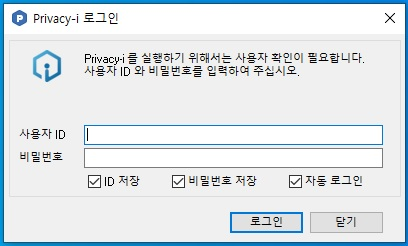 Privacy-i 로그인
Privacy-i 를 실행하기 위해서는 사용자 확인이 필요합니다.
사용자 ID 와 비밀번호를 입력하여 주십시오.
사용자 ID
비밀번호
ID 저장 비밀번호 저장 자동 로그인
로그인 닫기